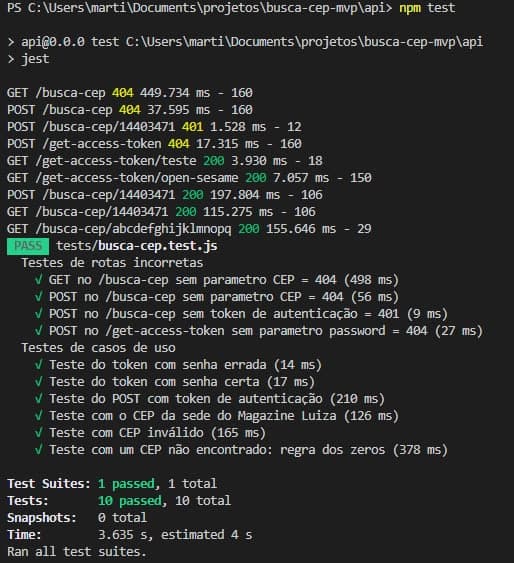 PS C:\Users\marti\Documents\projetos\busca-cep-mvp\api> npm test
> api@0.0.0 test C:\Users\marti\Documents\projetos\busca-cep-mvp\api
> jest
GET /busca-cep 404 449.734 ms - 160
POST /busca-cep 404 37.595 ms - 160
POST /busca-cep/14403471 401 1.528 ms - 12
POST /get-access-token 404 17.315 ms - 160
GET /get-access-token/teste 200 3.930 ms - 18
GET /get-access-token/open-sesame 200 7.057 ms - 150
POST /busca-cep/14403471 200 197.804 ms - 106
GET /busca-cep/14403471 200 115.275 ms - 106
GET /busca-cep/abcdefghijklmnopq 200 155.646 ms - 29
PASS tests/busca-cep.test.js
Testes de rotas incorretas
√ GET no /busca-cep sem parametro CEP = 404 (498 ms)
√ POST no /busca-cep sem parametro CEP = 404 (56 ms)
√ POST no /busca-cep sem token de autenticação = 401 (9 ms)
√ POST no /get-access-token sem parametro password = 404 (27 ms)
Testes de casos de uso
√ Teste do token com senha errada (14 ms)
√ Teste do token com senha certa (17 ms)
√ Teste do POST com token de autenticação (210 ms)
√ Teste com o CEP da sede do Magazine Luiza (126 ms)
√ Teste com CEP inválido (165 ms)
√ Teste com um CEP não encontrado: regra dos zeros (378 ms)
Test Suites: 1 passed, 1 total
Tests: 10 passed, 10 total
Snapshots: 0 total
Time: 3.635 s, estimated 4 s
Ran all test suites.